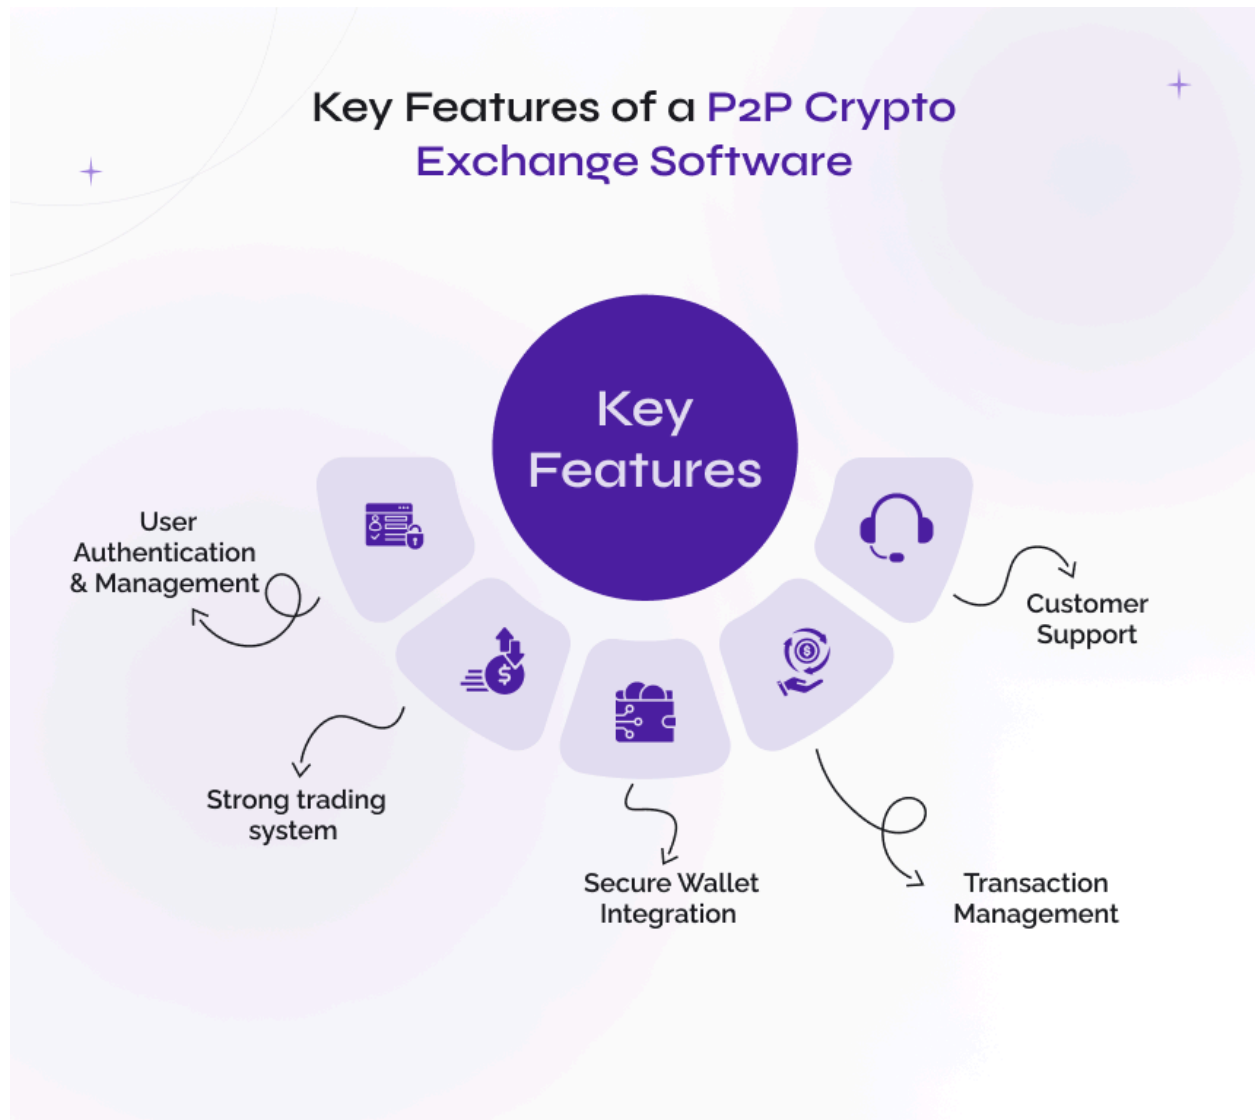 Key Features of a P2P Crypto
Exchange Software
Key
Features
User
Authentication
& Management
Strong trading
system
Secure Wallet
Integration
Transaction
Management
Customer
Support